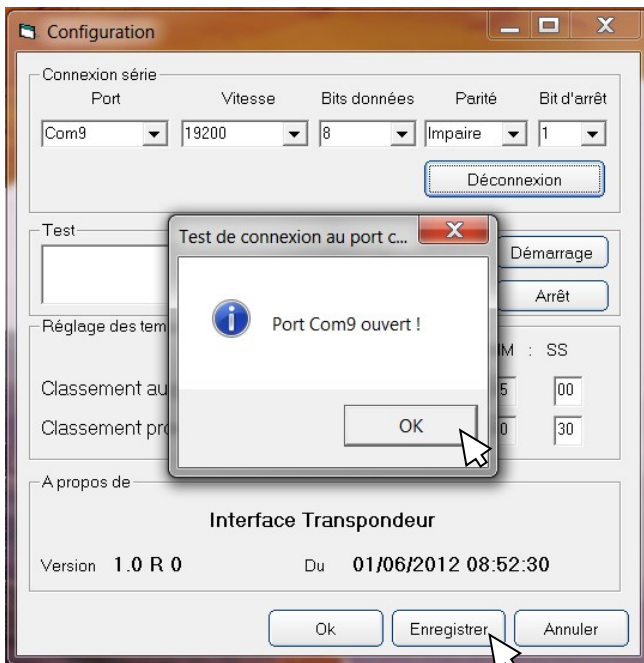 Configuration
Connexion série
Port Vitesse Bits données Parité Bit d'arrêt
Com9 19200 8 Impaire 1
Déconnexion
Test
Test de connexion au port c...
Démarrage
Arrêt
Port Com9 ouvert !
OK
Réglage des tem
: SS
Classement au 5 00
Classement pro 0 30
A propos de
Interface Transpondeur
Version 1.0 R 0 Du 01/06/2012 08:52:30
Ok Enregistrer Annuler